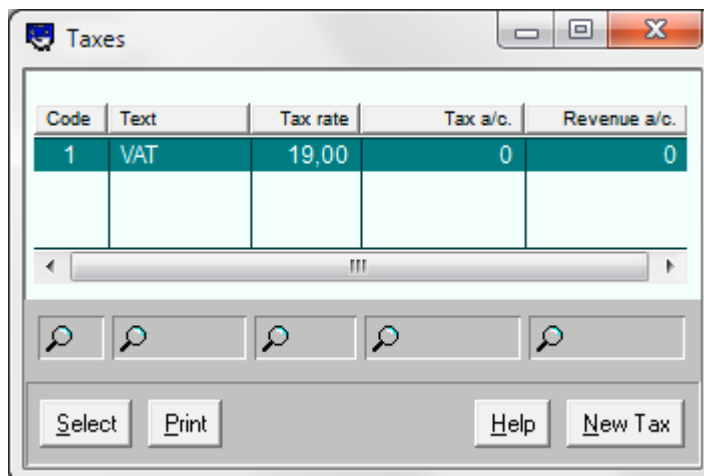 Taxes
Code Text Tax rate Tax a/c. Revenue a/c.
1 VAT 19,00 0 0
Select Print Help New Tax